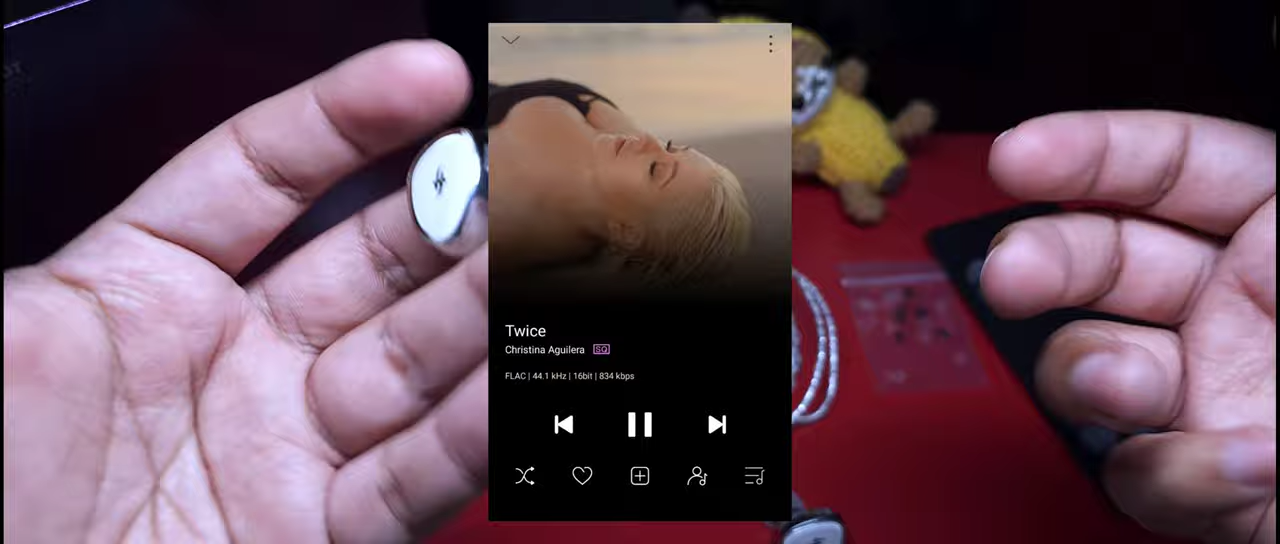 Twice
Christina Aguilera SQ
FLAC | 44.1 kHz | 16bit | 834 kbps